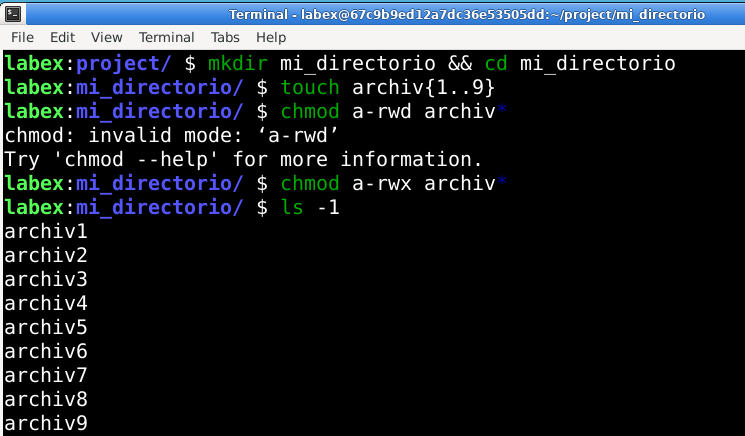 Terminal - labex@67c9b9ed12a7dc36e53505dd:~/project/mi_directorio
File Edit View Terminal Tabs Help
labex:project/ $ mkdir mi_directorio && cd mi_directorio
labex:mi_directorio/ $ touch archiv{1..9}
labex:mi_directorio/ $ chmod a-rwd archiv*
chmod: invalid mode: ‘a-rwd’
Try 'chmod --help' for more information.
labex:mi_directorio/ $ chmod a-rwx archiv*
labex:mi_directorio/ $ ls -1
archiv1
archiv2
archiv3
archiv4
archiv5
archiv6
archiv7
archiv8
archiv9